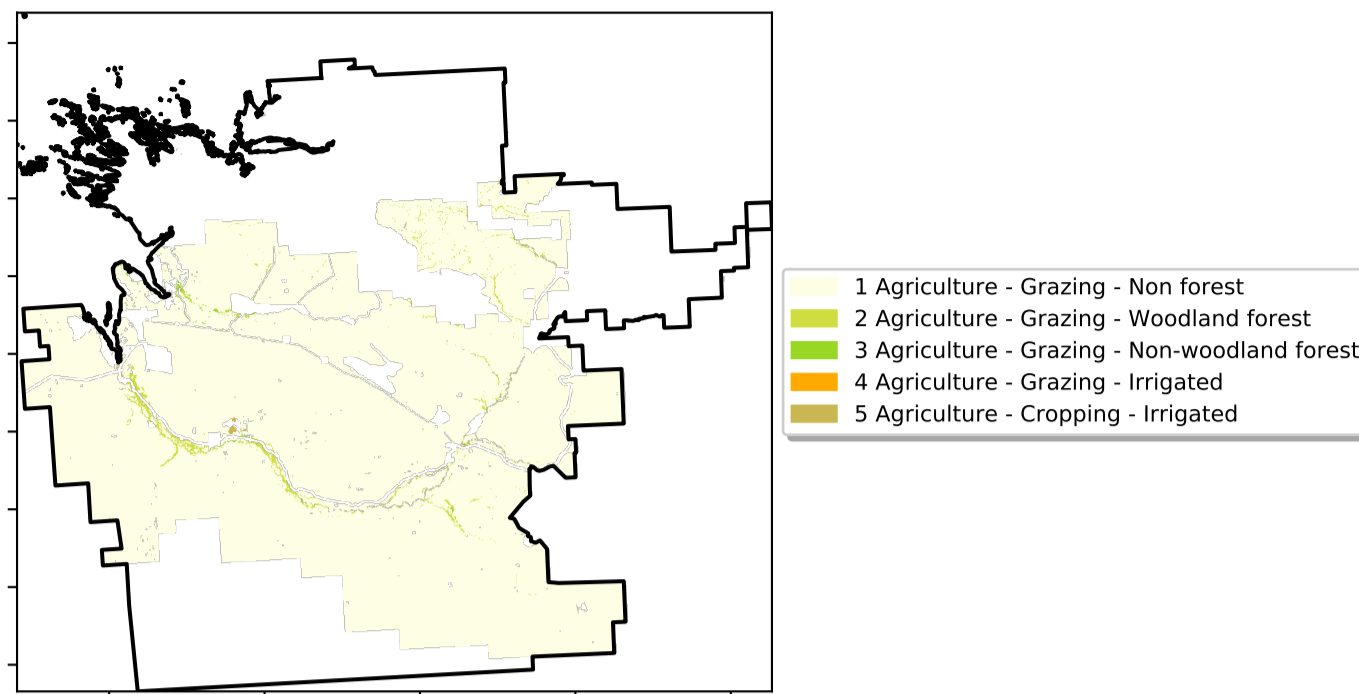 1 Agriculture - Grazing - Non forest
2 Agriculture - Grazing - Woodland forest
3 Agriculture - Grazing - Non-woodland forest
4 Agriculture - Grazing - Irrigated
5 Agriculture - Cropping - Irrigated